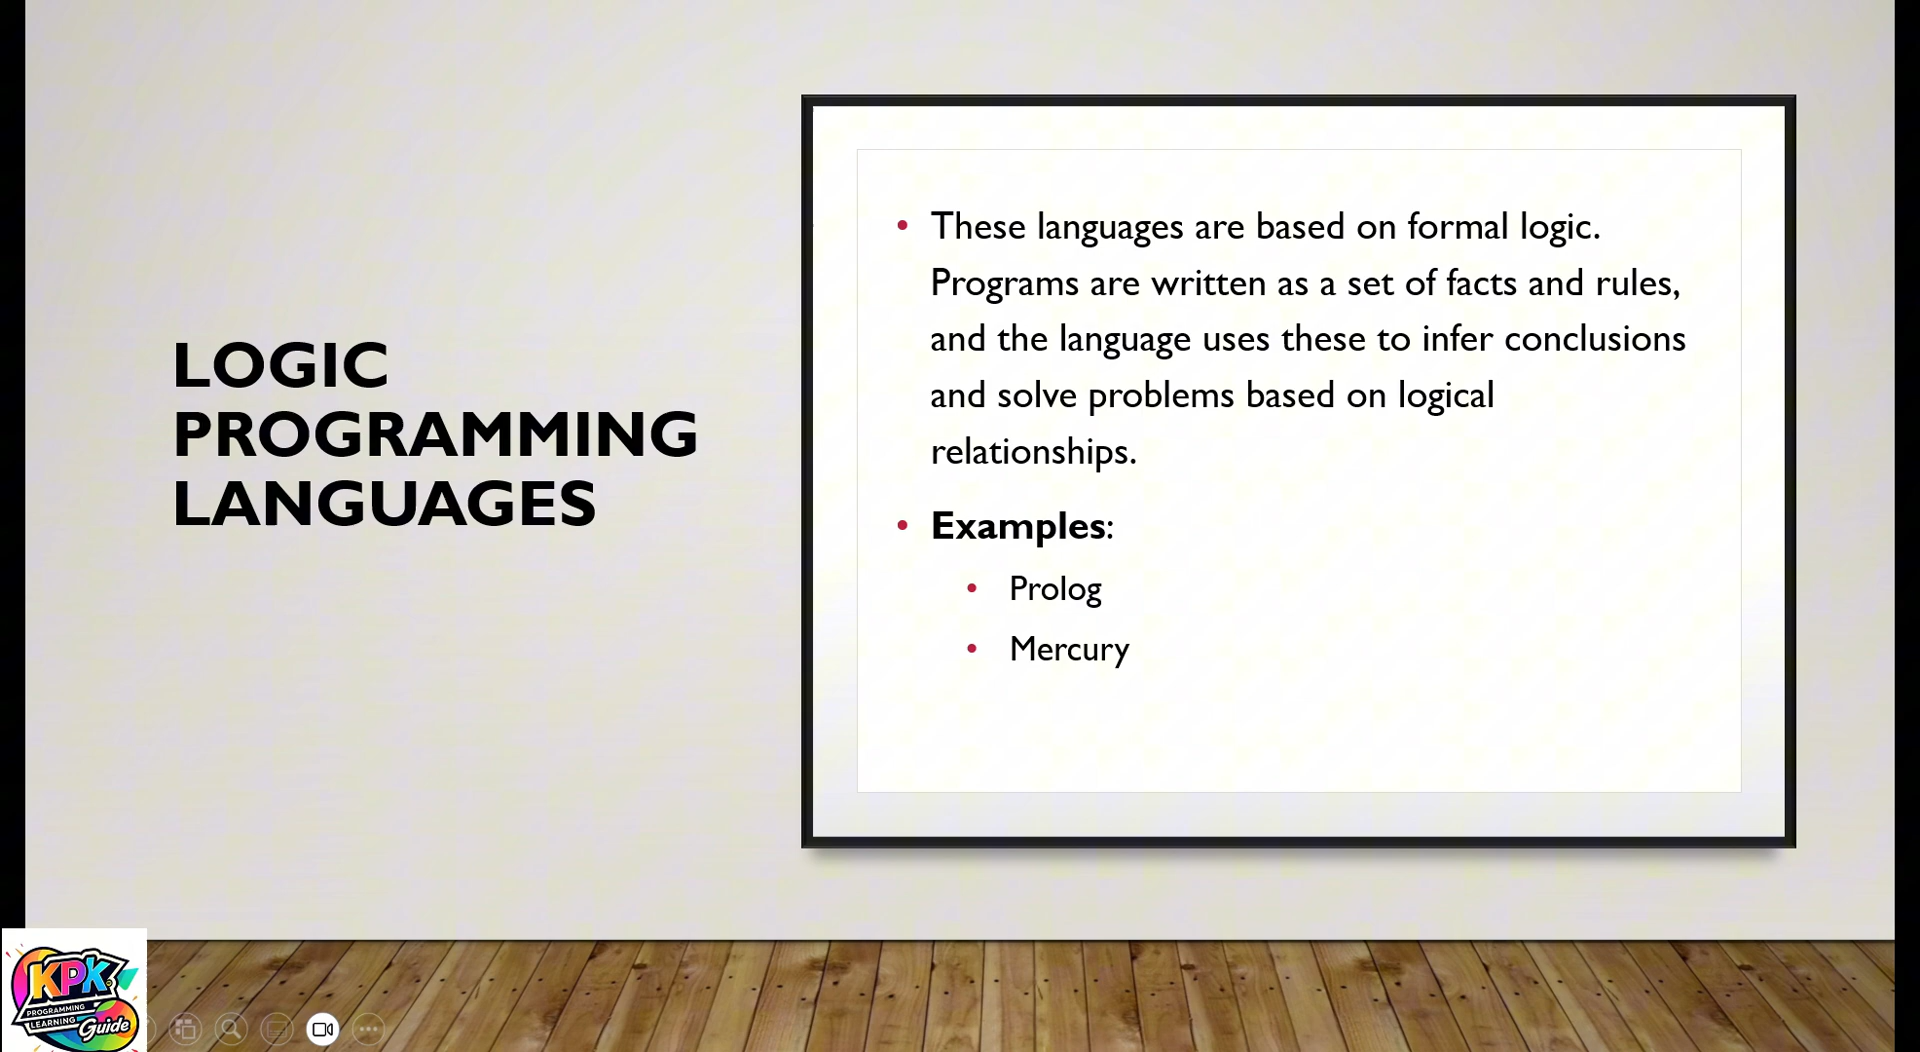 LOGIC
PROGRAMMING
LANGUAGES
• These languages are based on formal logic.
Programs are written as a set of facts and rules,
and the language uses these to infer conclusions
and solve problems based on logical
relationships.
• Examples:
• Prolog
• Mercury
KPK
PROGRAMMING
LEARNING
Guide